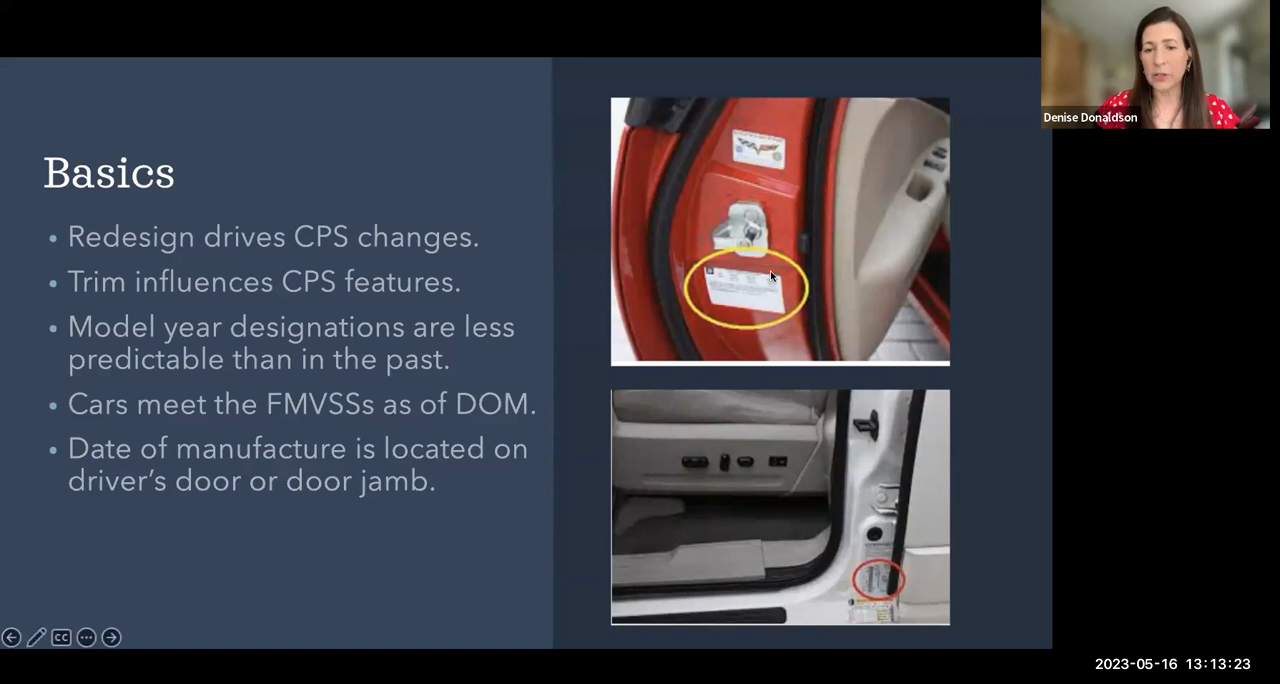 Denise Donaldson
Basics
• Redesign drives CPS changes.
• Trim influences CPS features.
• Model year designations are less
predictable than in the past.
• Cars meet the FMVSSs as of DOM.
• Date of manufacture is located on
driver’s door or door jamb.
CC
2023-05-16 13:13:23